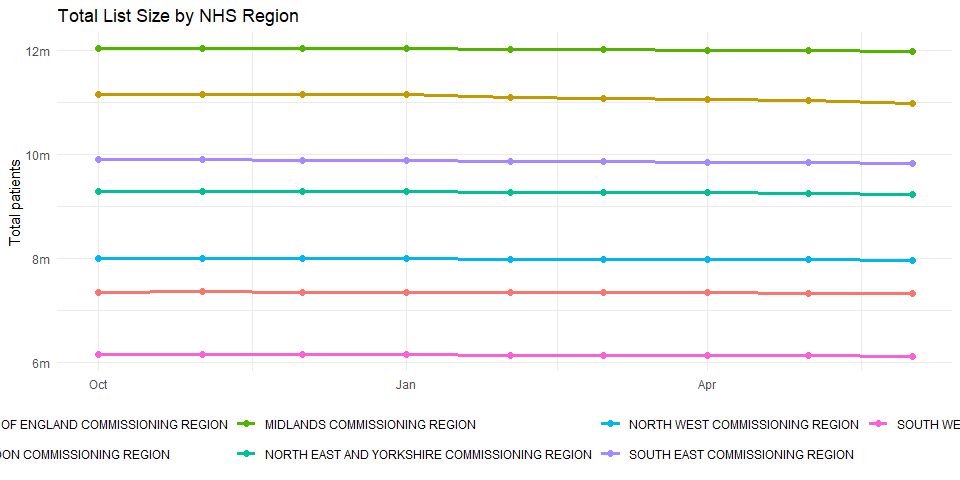 Total List Size by NHS Region
Total patients
12m
10m
8m
6m
Oct Jan Apr
OF ENGLAND COMMISSIONING REGION MIDLANDS COMMISSIONING REGION NORTH WEST COMMISSIONING REGION SOUTH
COMMISSIONING REGION NORTH EAST AND YORKSHIRE COMMISSIONING REGION SOUTH EAST COMMISSIONING REGION